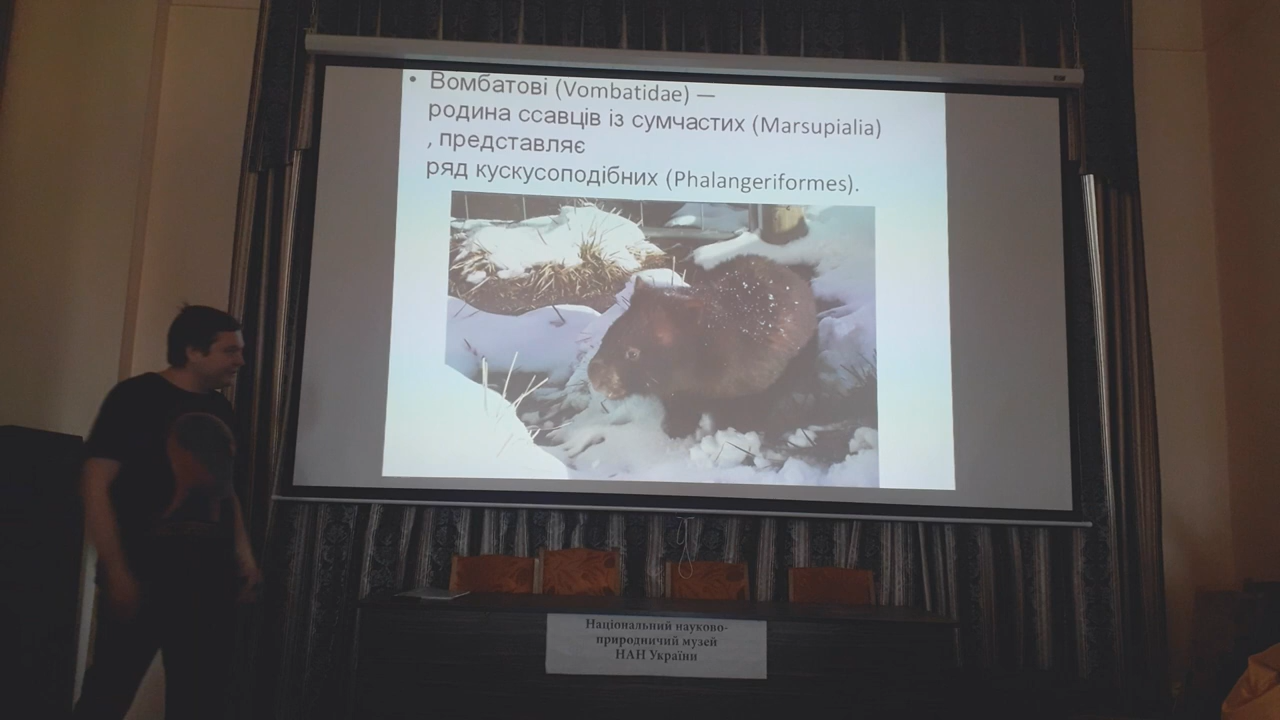 • Вомбатові (Vombatidae) —
родина ссавців із сумчастих (Marsupialia)
, представляє
ряд кускусоподібних (Phalangeriformes).
Національний науково-
природничий музей
НАН України